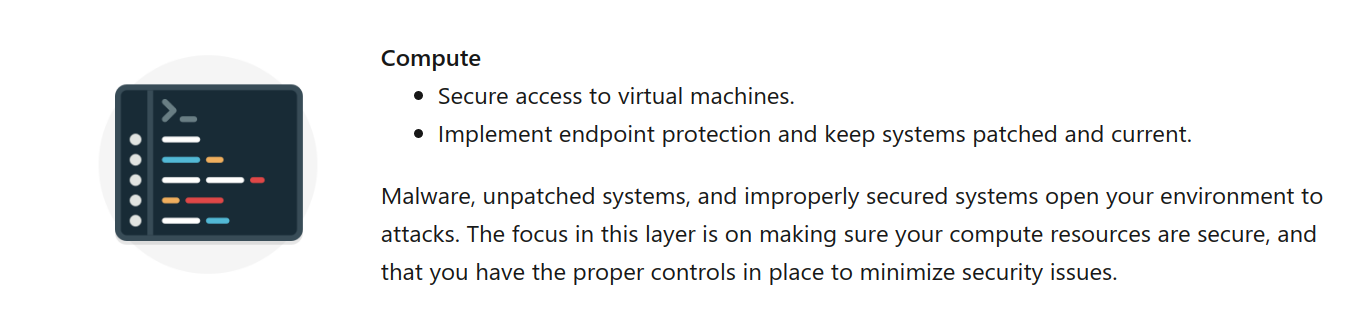 Compute
• Secure access to virtual machines.
• Implement endpoint protection and keep systems patched and current.
Malware, unpatched systems, and improperly secured systems open your environment to
attacks. The focus in this layer is on making sure your compute resources are secure, and
that you have the proper controls in place to minimize security issues.